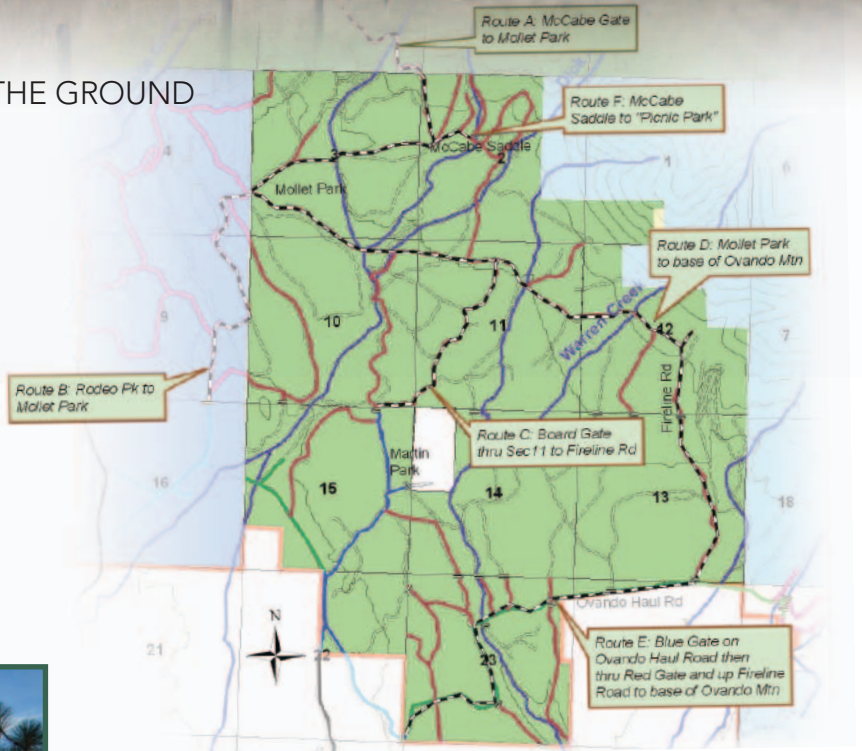 THE GROUND
Route A: McCabe Gate
to Mollet Park
Route F: McCabe
Saddle to "Picnic Park"
McCabe Saddle
4
3
2
1
6
Mollet Park
Route D: Mollet Park
to base of Ovando Mtn
9
10
11
Warren Creek
12
7
Fireline Rd
Route B: Rodeo Pk to
Mollet Park
Route C: Board Gate
thru Sec11 to Fireline Rd
Martin
Park
16
15
14
13
18
Ovando Haul Rd
N
21
22
23
Route E: Blue Gate on
Ovando Haul Road then
thru Red Gate and up Fireline
Road to base of Ovando Mtn